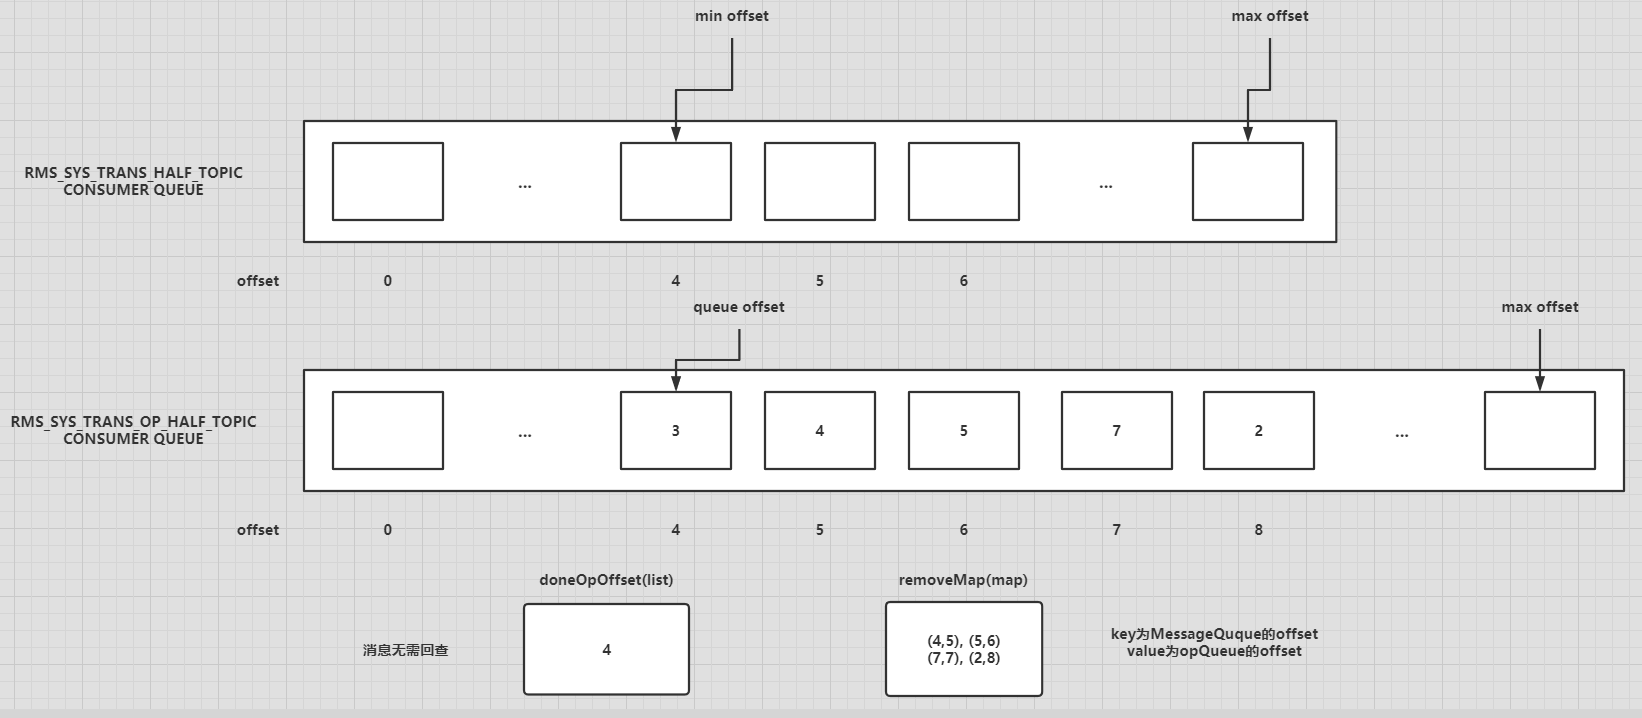 min offset
max offset
RMS_SYS_TRANS_HALF_TOPIC
CONSUMER QUEUE
...
...
offset
0
4
5
6
queue offset
max offset
RMS_SYS_TRANS_OP_HALF_TOPIC
CONSUMER QUEUE
...
3
4
5
7
2
...
offset
0
4
5
6
7
8
doneOpOffset(list)
removeMap(map)
消息无需回查
4
(4,5), (5,6)
(7,7), (2,8)
key为MessageQuque的offset
value为opQueue的offset